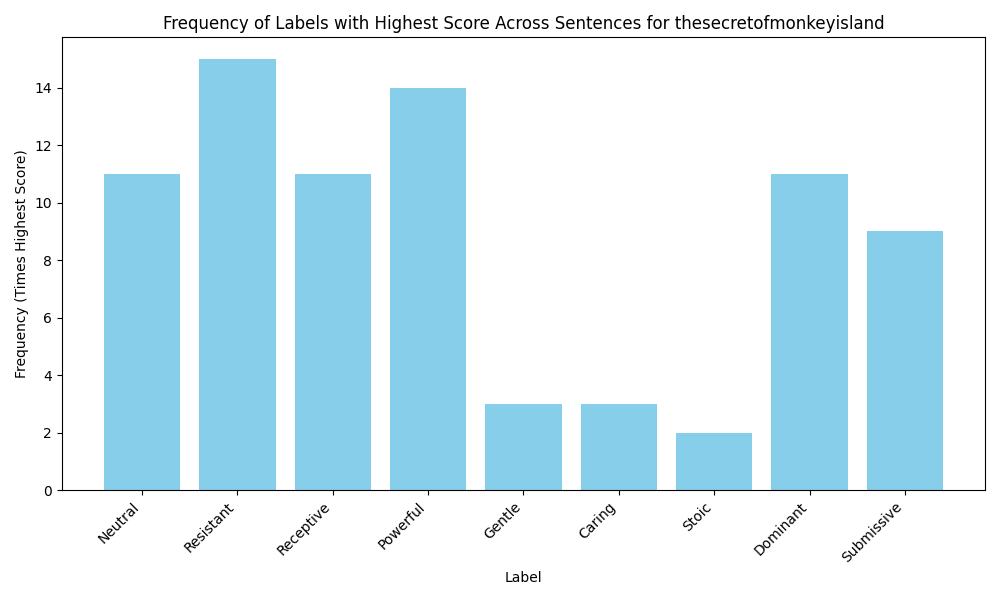 Frequency of Labels with Highest Score Across Sentences for thesecretofmonkeyisland
Frequency (Times Highest Score)
14
12
10
8
6
4
2
0
Neutral
Resistant
Receptive
Powerful
Gentle
Caring
Stoic
Dominant
Submissive
Label